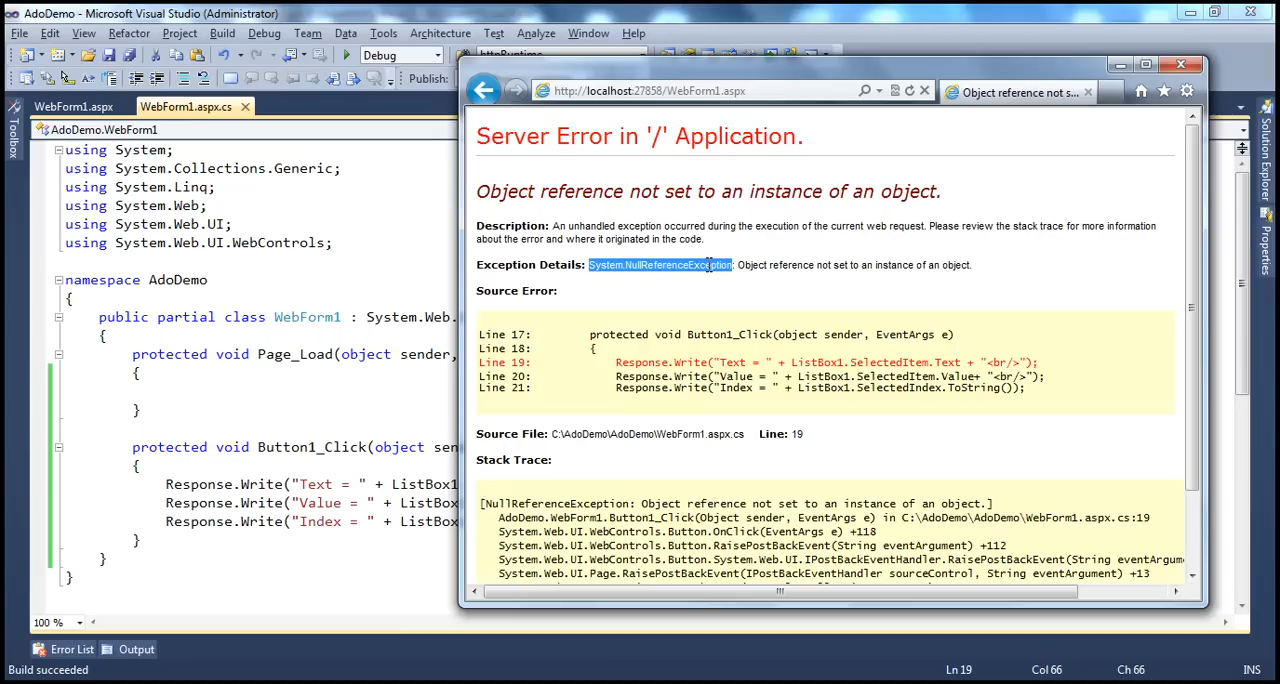 AdoDemo - Microsoft Visual Studio (Administrator)
File Edit View Refactor Project Build Debug Team Data Tools Architecture Test Analyze Window Help
Debug httpRuntime
Publish:
WebForm1.aspx WebForm1.aspx.cs
AdoDemo.WebForm1
Toolbox
Solution Explorer
Properties
using System;
using System.Collections.Generic;
using System.Linq;
using System.Web;
using System.Web.UI;
using System.Web.UI.WebControls;
namespace AdoDemo
{
public partial class WebForm1 : System.Web.
{
protected void Page_Load(object sender,
{
}
protected void Button1_Click(object sen
{
Response.Write("Text = " + ListBox1
Response.Write("Value = " + ListBox
Response.Write("Index = " + ListBox
}
}
}
100 %
Error List Output
Build succeeded Ln 19 Col 66 Ch 66 INS
http://localhost:27858/WebForm1.aspx Object reference not s...
Server Error in '/' Application.
Object reference not set to an instance of an object.
Description: An unhandled exception occurred during the execution of the current web request. Please review the stack trace for more information
about the error and where it originated in the code.
Exception Details: System.NullReferenceException: Object reference not set to an instance of an object.
Source Error:
Line 17: protected void Button1_Click(object sender, EventArgs e)
Line 18: {
Line 19: Response.Write("Text = " + ListBox1.SelectedItem.Text + "<br/>");
Line 20: Response.Write("Value = " + ListBox1.SelectedItem.Value+ "<br/>");
Line 21: Response.Write("Index = " + ListBox1.SelectedIndex.ToString());
Source File: C:\AdoDemo\AdoDemo\WebForm1.aspx.cs Line: 19
Stack Trace:
[NullReferenceException: Object reference not set to an instance of an object.]
AdoDemo.WebForm1.Button1_Click(Object sender, EventArgs e) in C:\AdoDemo\AdoDemo\WebForm1.aspx.cs:19
System.Web.UI.WebControls.Button.OnClick(EventArgs e) +118
System.Web.UI.WebControls.Button.RaisePostBackEvent(String eventArgument) +112
System.Web.UI.WebControls.Button.System.Web.UI.IPostBackEventHandler.RaisePostBackEvent(String eventArgume
System.Web.UI.Page.RaisePostBackEvent(IPostBackEventHandler sourceControl, String eventArgument) +13